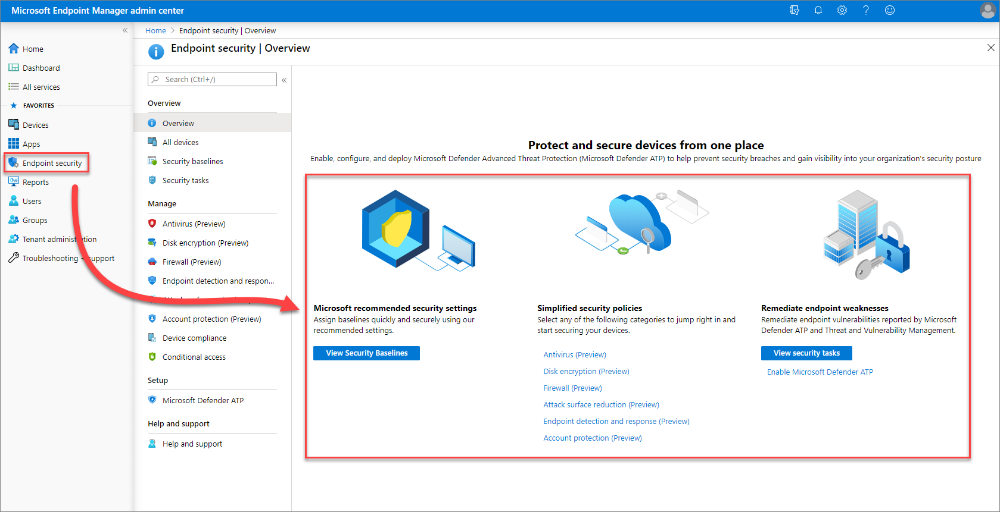 Microsoft Endpoint Manager admin center
Home
Dashboard
All services
FAVORITES
Devices
Apps
Endpoint security
Reports
Users
Groups
Tenant administration
Troubleshooting + support
Home > Endpoint security | Overview
Endpoint security | Overview
Search (Ctrl+/)
Overview
Overview
All devices
Security baselines
Security tasks
Manage
Antivirus (Preview)
Disk encryption (Preview)
Firewall (Preview)
Endpoint detection and respon...
Account protection (Preview)
Device compliance
Conditional access
Setup
Microsoft Defender ATP
Help and support
Help and support
Protect and secure devices from one place
Enable, configure, and deploy Microsoft Defender Advanced Threat Protection (Microsoft Defender ATP) to help prevent security breaches and gain visibility into your organization's security posture
Microsoft recommended security settings
Assign baselines quickly and securely using our
recommended settings.
View Security Baselines
Simplified security policies
Select any of the following categories to jump right in and
start securing your devices.
Antivirus (Preview)
Disk encryption (Preview)
Firewall (Preview)
Attack surface reduction (Preview)
Endpoint detection and response (Preview)
Account protection (Preview)
Remediate endpoint weaknesses
Remediate endpoint vulnerabilities reported by Microsoft
Defender ATP and Threat and Vulnerability Management.
View security tasks
Enable Microsoft Defender ATP